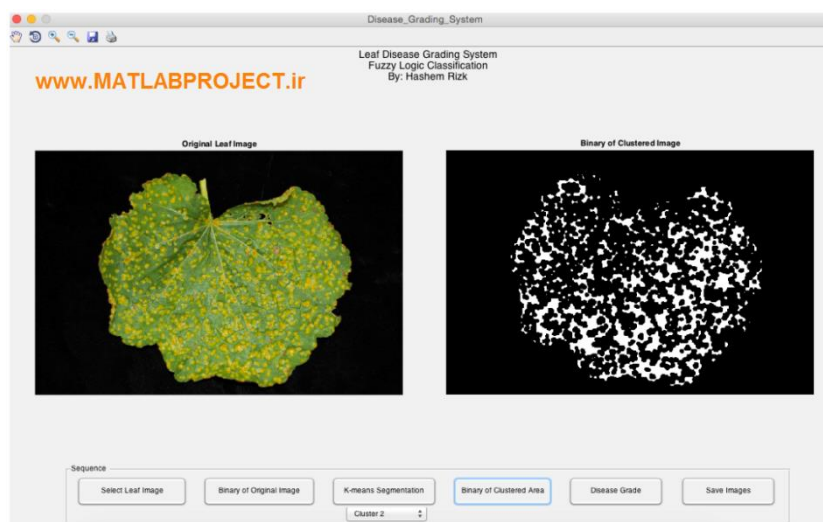 Disease_Grading_System
Leaf Disease Grading System
Fuzzy Logic Classification
By: Hashem Rizk
www.MATLABPROJECT.ir
Original Leaf Image
Binary of Clustered Image
Sequence
Select Leaf Image
Binary of Original Image
K-means Segmentation
Binary of Clustered Area
Disease Grade
Save Images
Cluster 2